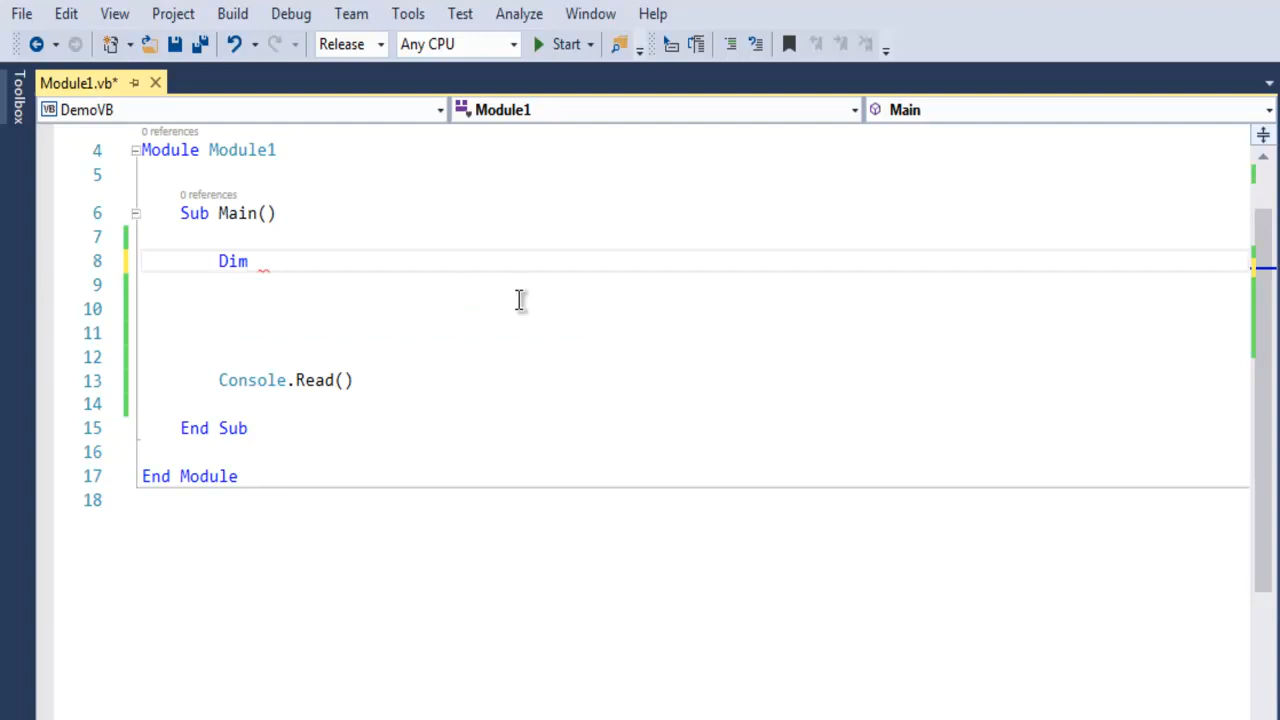 File Edit VB Project Build Debug Team Tools Test Analyze Window Help
Release Any CPU Start
Toolbox
Module1.vb*
VB DemoVB Module1 Main
0 references
4 Module Module1
5
0 references
6 Sub Main()
7
8 Dim
9
10
11
12
13 Console.Read()
14
15 End Sub
16
17 End Module
18